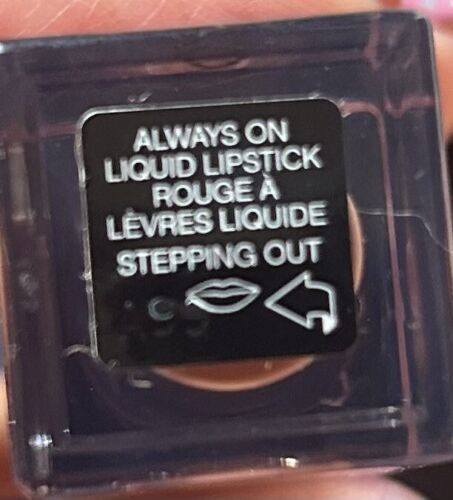 ALWAYS ON
LIQUID LIPSTICK
ROUGE À
LÈVRES LIQUIDE
STEPPING OUT